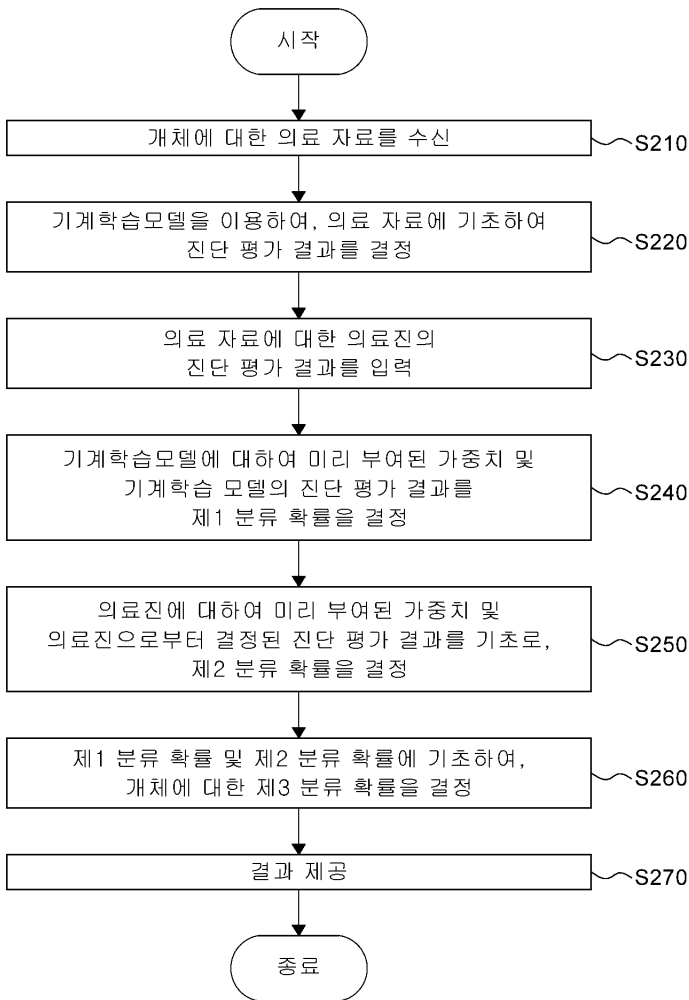 시작
개체에 대한 의료 자료를 수신
S210
기계학습모델을 이용하여, 의료 자료에 기초하여
진단 평가 결과를 결정
S220
의료 자료에 대한 의료진의
진단 평가 결과를 입력
S230
기계학습모델에 대하여 미리 부여된 가중치 및
기계학습 모델의 진단 평가 결과를
제1 분류 확률을 결정
S240
의료진에 대하여 미리 부여된 가중치 및
의료진으로부터 결정된 진단 평가 결과를 기초로,
제2 분류 확률을 결정
S250
제1 분류 확률 및 제2 분류 확률에 기초하여,
개체에 대한 제3 분류 확률을 결정
S260
결과 제공
S270
종료